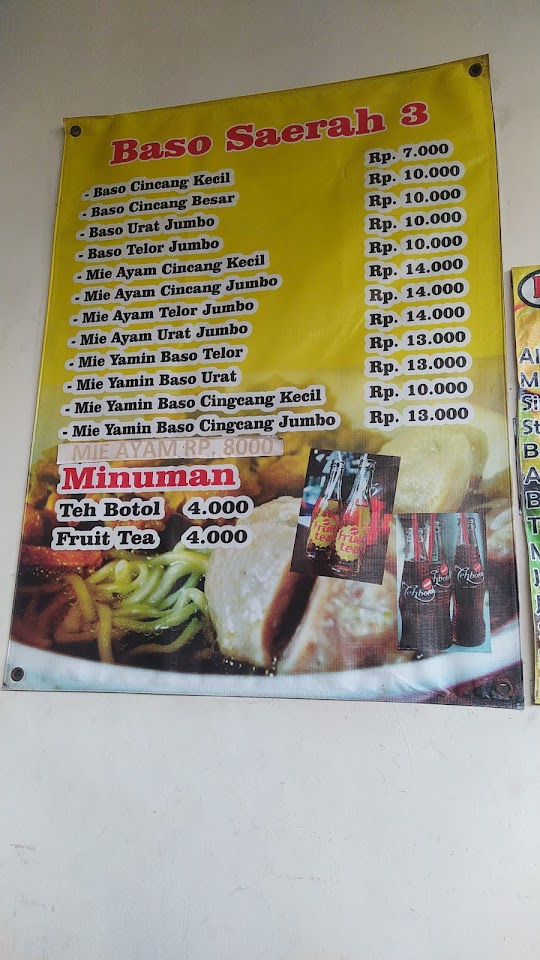 Baso Saerah 3
- Baso Cincang Kecil Rp. 7.000
- Baso Cincang Besar Rp. 10.000
- Baso Urat Jumbo Rp. 10.000
- Baso Telor Jumbo Rp. 10.000
- Mie Ayam Cincang Kecil Rp. 10.000
- Mie Ayam Cincang Jumbo Rp. 14.000
- Mie Ayam Telor Jumbo Rp. 14.000
- Mie Ayam Urat Jumbo Rp. 14.000
- Mie Yamin Baso Telor Rp. 13.000
- Mie Yamin Baso Urat Rp. 13.000
- Mie Yamin Baso Cingcang Kecil Rp. 10.000
- Mie Yamin Baso Cingcang Jumbo Rp. 13.000
MIE AYAM RP. 8000
Minuman
Teh Botol 4.000
Fruit Tea 4.000
fruit tea
Tehbotol